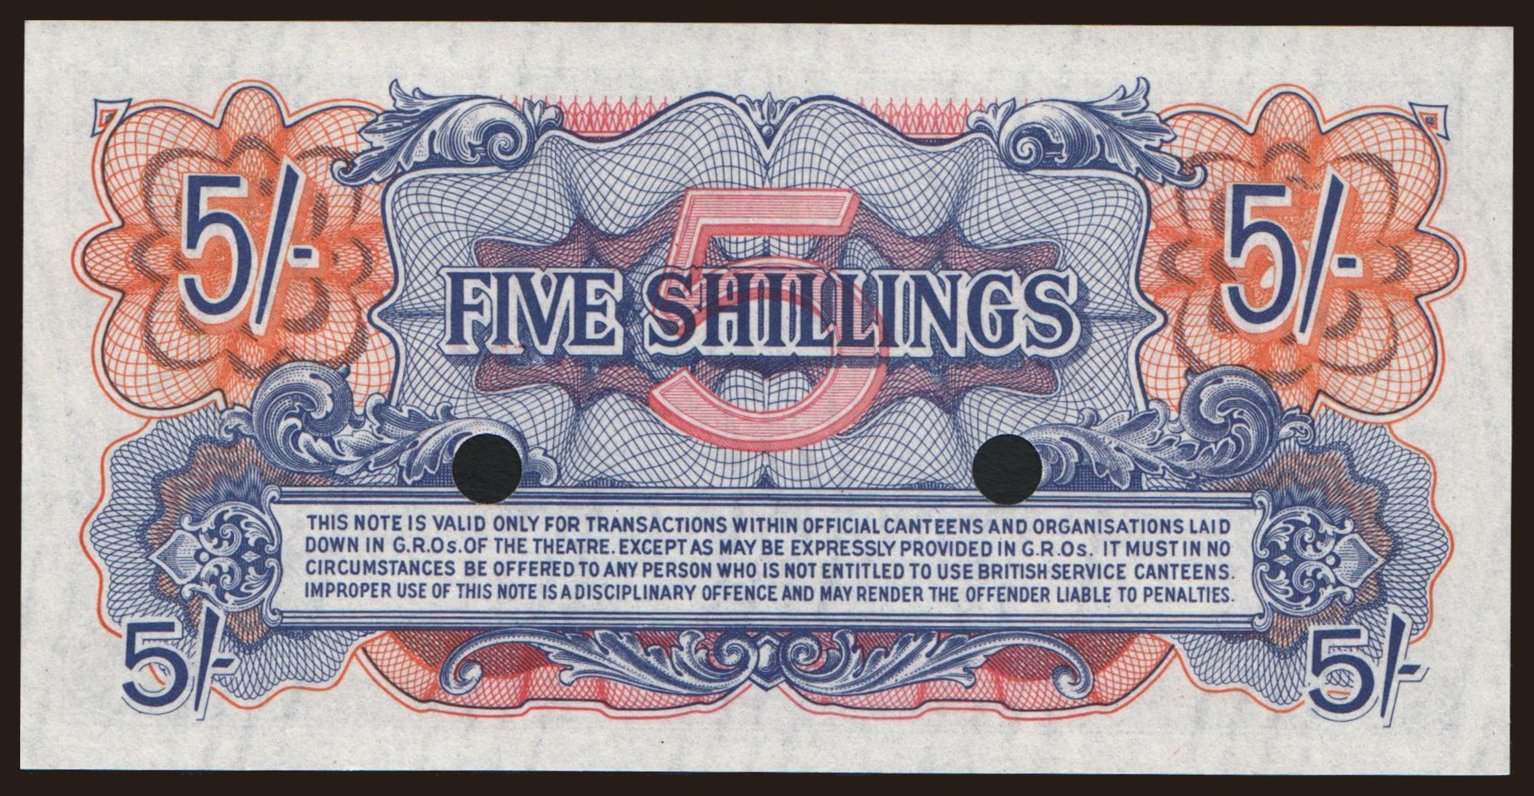 5/- 5/-
5
FIVE SHILLINGS
THIS NOTE IS VALID ONLY FOR TRANSACTIONS WITHIN OFFICIAL CANTEENS AND ORGANISATIONS LAID
DOWN IN G.R.Os. OF THE THEATRE. EXCEPT AS MAY BE EXPRESSLY PROVIDED IN G.R.Os. IT MUST IN NO
CIRCUMSTANCES BE OFFERED TO ANY PERSON WHO IS NOT ENTITLED TO USE BRITISH SERVICE CANTEENS.
IMPROPER USE OF THIS NOTE IS A DISCIPLINARY OFFENCE AND MAY RENDER THE OFFENDER LIABLE TO PENALTIES.
5/- 5/-